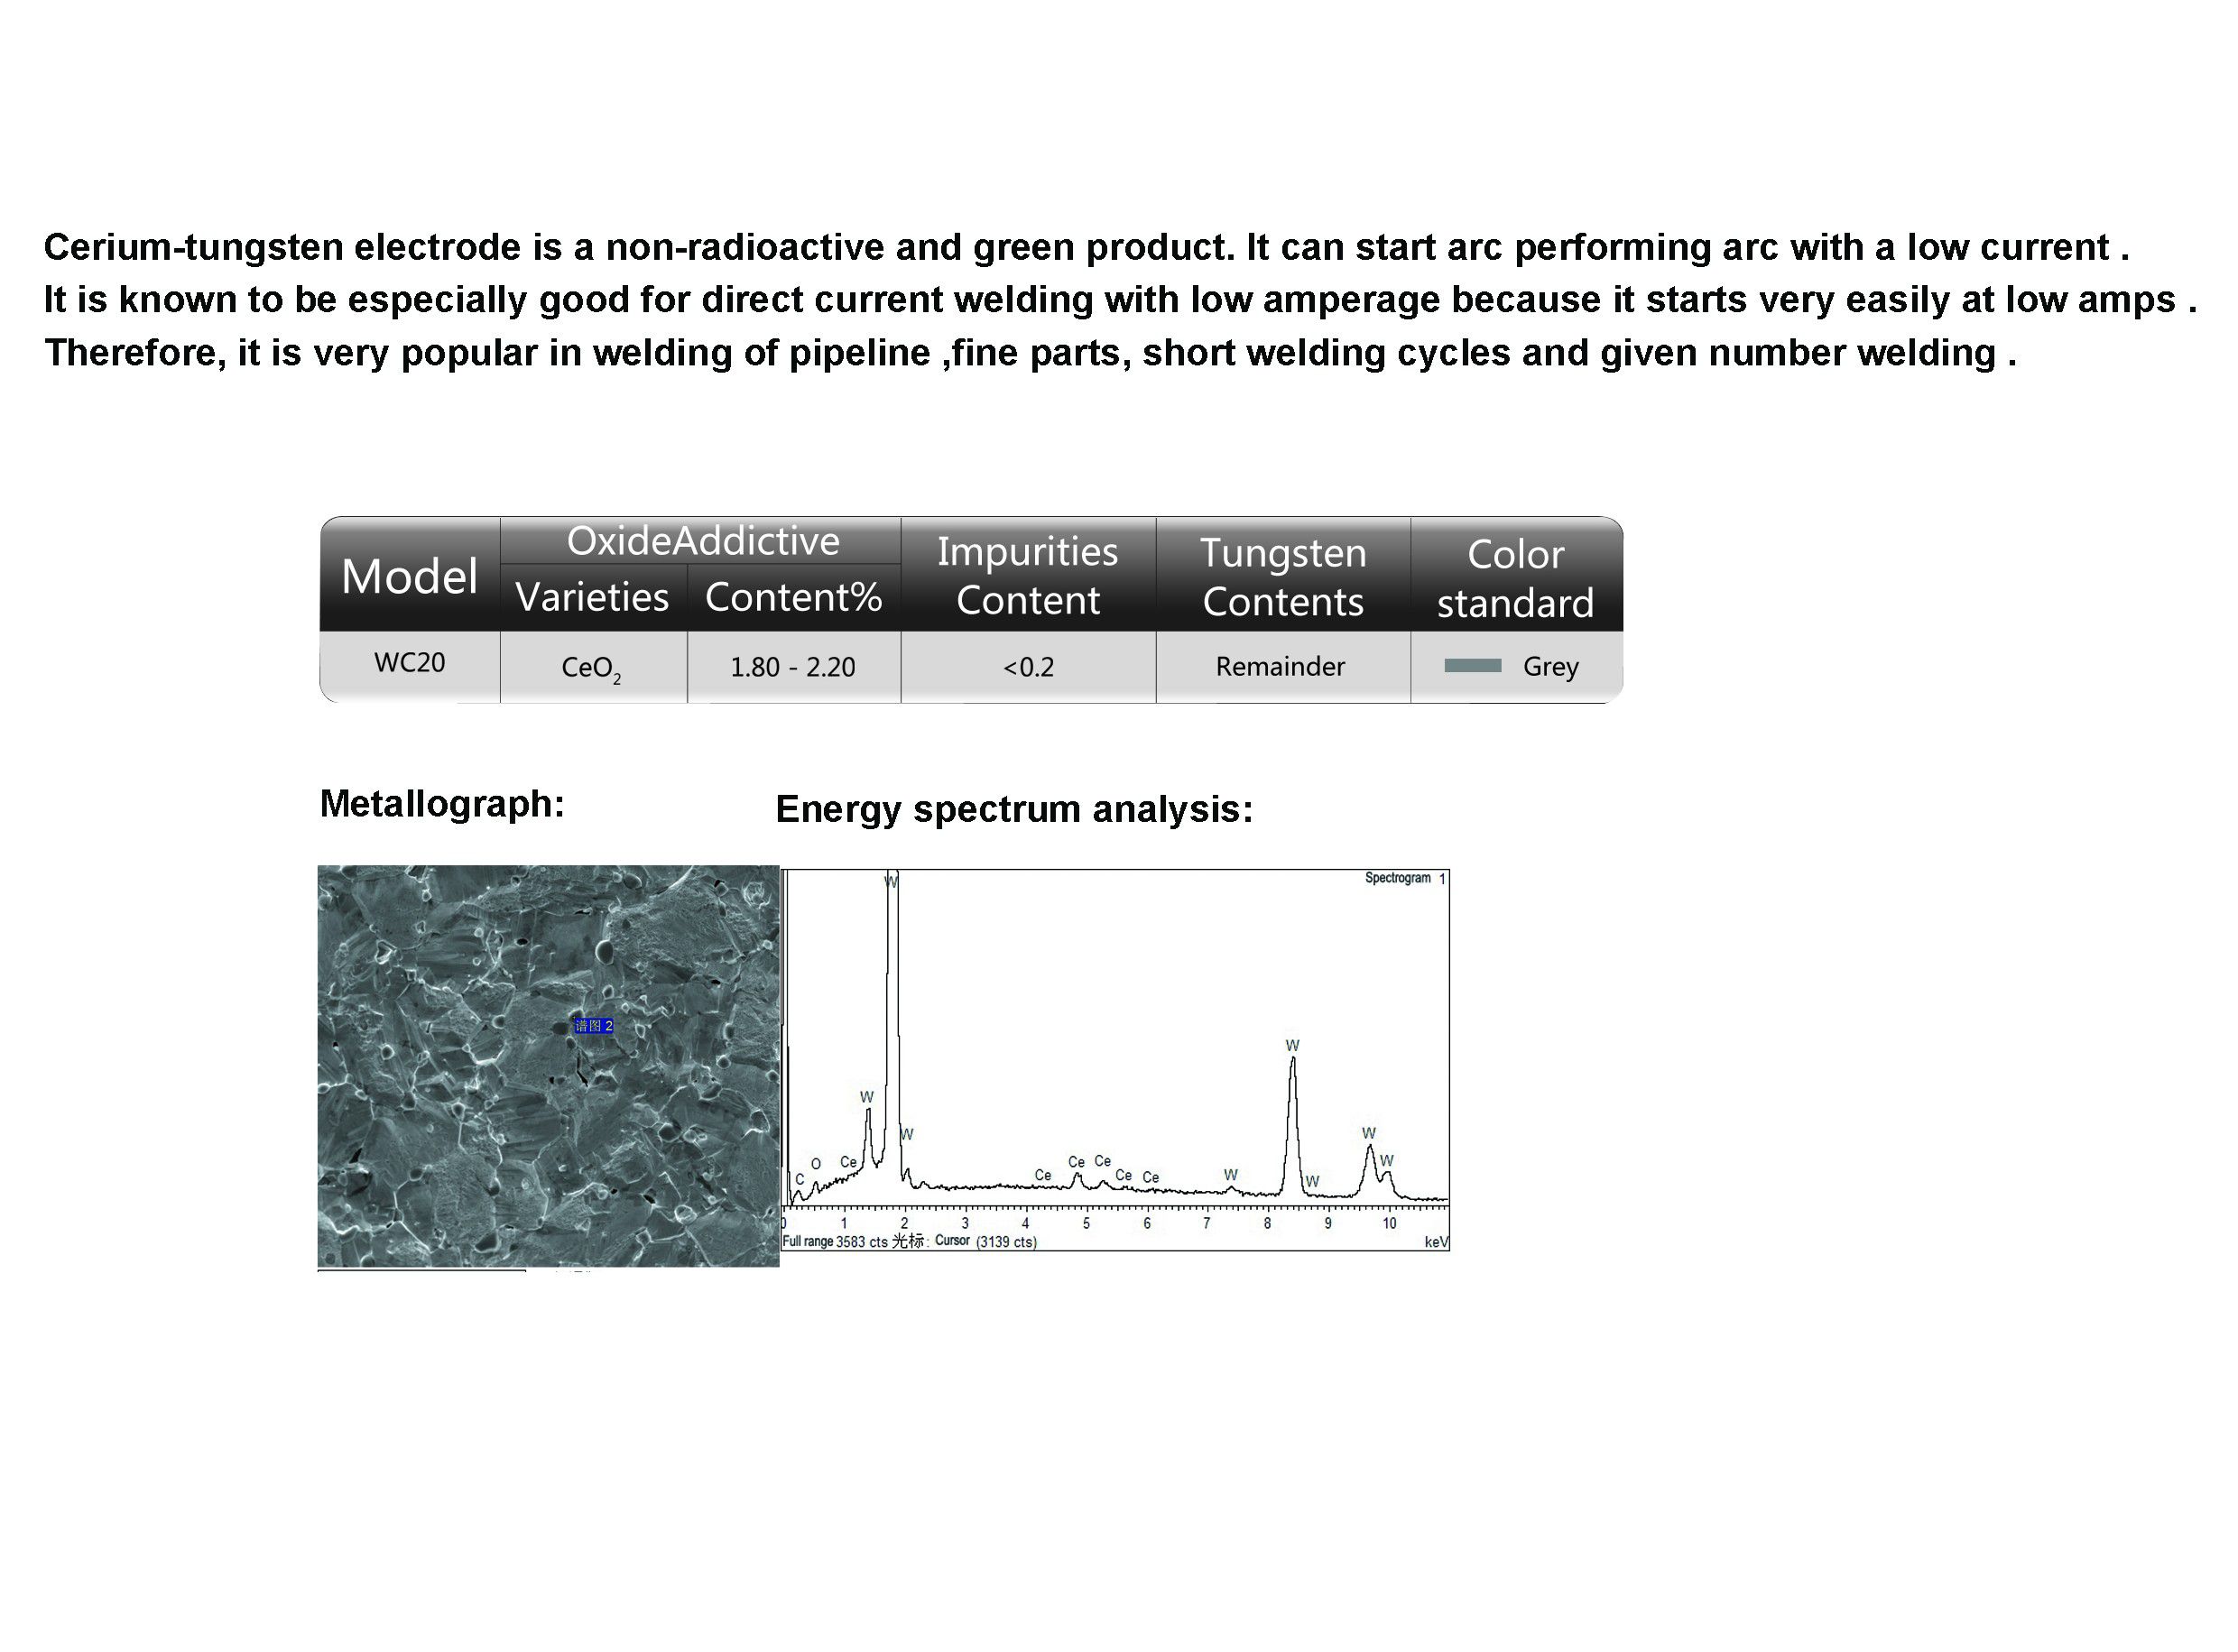 Cerium-tungsten electrode is a non-radioactive and green product. It can start arc performing arc with a low current .
It is known to be especially good for direct current welding with low amperage because it starts very easily at low amps .
Therefore, it is very popular in welding of pipeline ,fine parts, short welding cycles and given number welding .
Model
OxideAddictive
Varieties
Content%
Impurities
Content
Tungsten
Contents
Color
standard
WC20
CeO₂
1.80 - 2.20
<0.2
Remainder
Grey
Metallograph:
Energy spectrum analysis:
谱图 2
Spectrogram 1
W
W
W
C
O
Ce
Ce
Ce
Ce
Ce
Ce
W
W
W
W
W
0 1 2 3 4 5 6 7 8 9 10
Full range 3583 cts 光标: Cursor (3139 cts)
keV